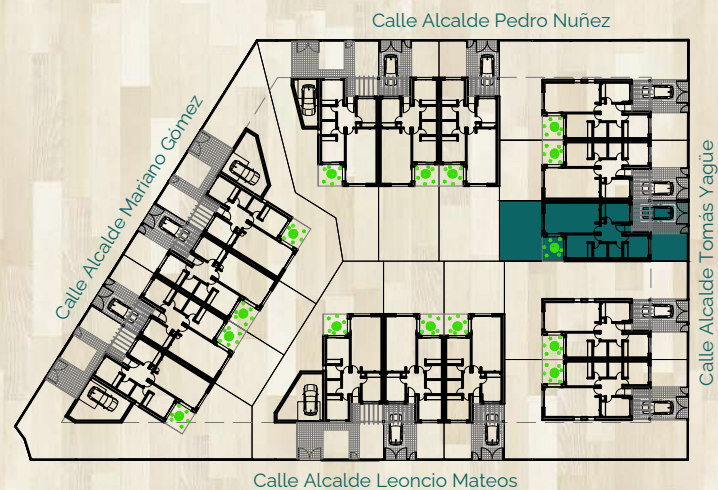 Calle Alcalde Pedro Nuñez
Calle Alcalde Mariano Gómez
Calle Alcalde Tomás Yagüe
Calle Alcalde Leoncio Mateos